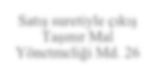 Satış suretiyle çıkış
Taşınır Mal
Yönetmeliği Md. 26